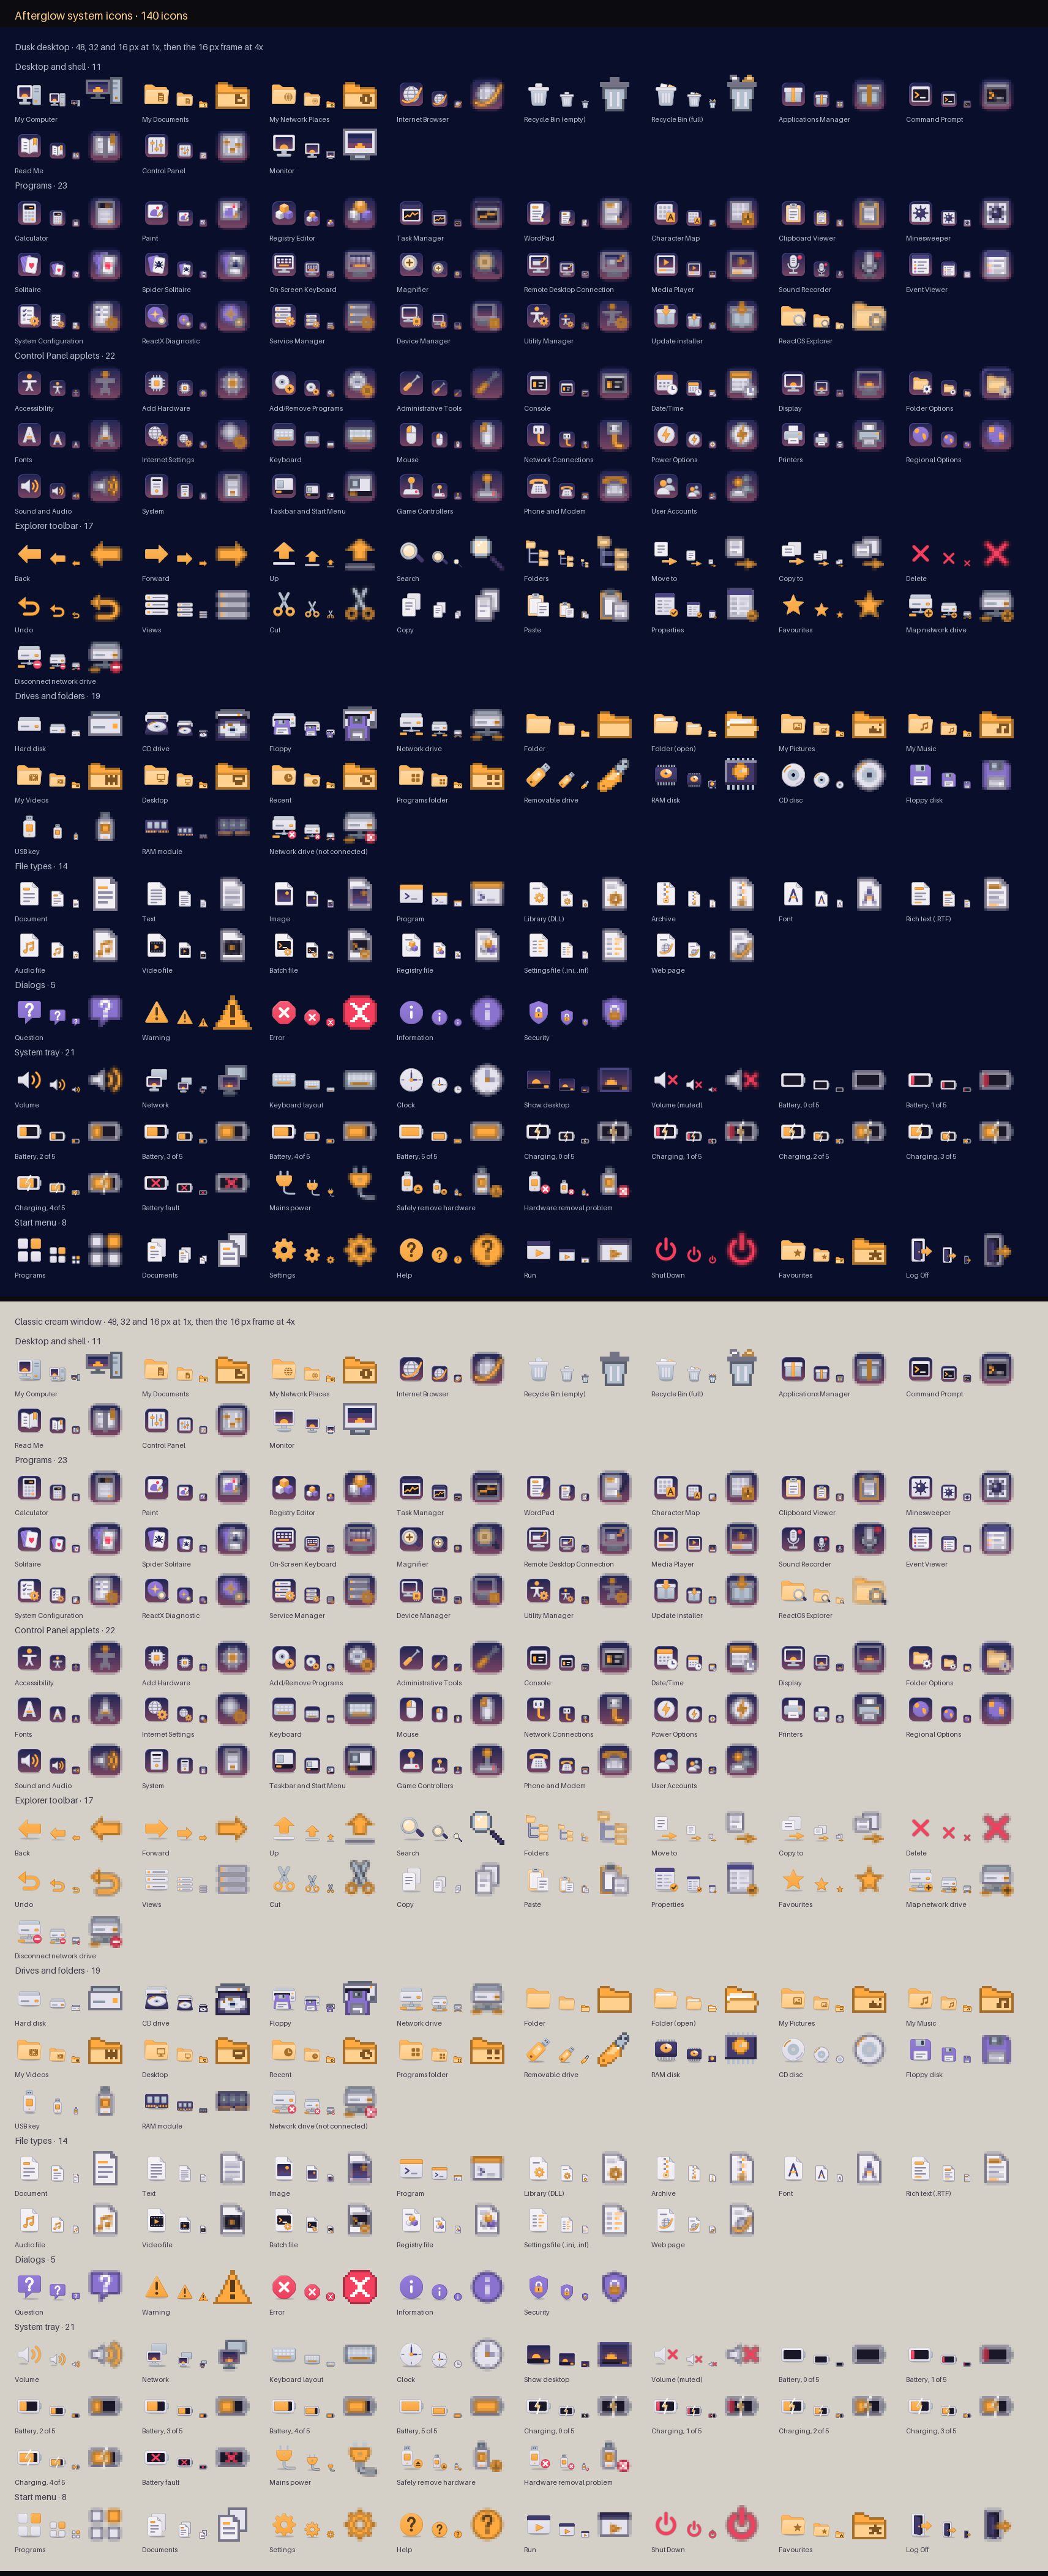 Afterglow system icons · 140 icons
Dusk desktop · 48, 32 and 16 px at 1x, then the 16 px frame at 4x
Desktop and shell · 11
My Computer My Documents My Network Places Internet Browser Recycle Bin (empty) Recycle Bin (full) Applications Manager Command Prompt
Read Me Control Panel Monitor
Programs · 23
Calculator Paint Registry Editor Task Manager WordPad Character Map Clipboard Viewer Minesweeper
Solitaire Spider Solitaire On-Screen Keyboard Magnifier Remote Desktop Connection Media Player Sound Recorder Event Viewer
System Configuration ReactX Diagnostic Service Manager Device Manager Utility Manager Update installer ReactOS Explorer
Control Panel applets · 22
Accessibility Add Hardware Add/Remove Programs Administrative Tools Console Date/Time Display Folder Options
Fonts Internet Settings Keyboard Mouse Network Connections Power Options Printers Regional Options
Sound and Audio System Taskbar and Start Menu Game Controllers Phone and Modem User Accounts
Explorer toolbar · 17
Back Forward Up Search Folders Move to Copy to Delete
Undo Views Cut Copy Paste Properties Favourites Map network drive
Disconnect network drive
Drives and folders · 19
Hard disk CD drive Floppy Network drive Folder Folder (open) My Pictures My Music
My Videos Desktop Recent Programs folder Removable drive RAM disk CD disc Floppy disk
USB key RAM module Network drive (not connected)
File types · 14
Document Text Image Program Library (DLL) Archive Font Rich text (.RTF)
Audio file Video file Batch file Registry file Settings file (.ini, .inf) Web page
Dialogs · 5
Question Warning Error Information Security
System tray · 21
Volume Network Keyboard layout Clock Show desktop Volume (muted) Battery, 0 of 5 Battery, 1 of 5
Battery, 2 of 5 Battery, 3 of 5 Battery, 4 of 5 Battery, 5 of 5 Charging, 0 of 5 Charging, 1 of 5 Charging, 2 of 5 Charging, 3 of 5
Charging, 4 of 5 Battery fault Mains power Safely remove hardware Hardware removal problem
Start menu · 8
Programs Documents Settings Help Run Shut Down Favourites Log Off
Classic cream window · 48, 32 and 16 px at 1x, then the 16 px frame at 4x
Desktop and shell · 11
My Computer My Documents My Network Places Internet Browser Recycle Bin (empty) Recycle Bin (full) Applications Manager Command Prompt
Read Me Control Panel Monitor
Programs · 23
Calculator Paint Registry Editor Task Manager WordPad Character Map Clipboard Viewer Minesweeper
Solitaire Spider Solitaire On-Screen Keyboard Magnifier Remote Desktop Connection Media Player Sound Recorder Event Viewer
System Configuration ReactX Diagnostic Service Manager Device Manager Utility Manager Update installer ReactOS Explorer
Control Panel applets · 22
Accessibility Add Hardware Add/Remove Programs Administrative Tools Console Date/Time Display Folder Options
Fonts Internet Settings Keyboard Mouse Network Connections Power Options Printers Regional Options
Sound and Audio System Taskbar and Start Menu Game Controllers Phone and Modem User Accounts
Explorer toolbar · 17
Back Forward Up Search Folders Move to Copy to Delete
Undo Views Cut Copy Paste Properties Favourites Map network drive
Disconnect network drive
Drives and folders · 19
Hard disk CD drive Floppy Network drive Folder Folder (open) My Pictures My Music
My Videos Desktop Recent Programs folder Removable drive RAM disk CD disc Floppy disk
USB key RAM module Network drive (not connected)
File types · 14
Document Text Image Program Library (DLL) Archive Font Rich text (.RTF)
Audio file Video file Batch file Registry file Settings file (.ini, .inf) Web page
Dialogs · 5
Question Warning Error Information Security
System tray · 21
Volume Network Keyboard layout Clock Show desktop Volume (muted) Battery, 0 of 5 Battery, 1 of 5
Battery, 2 of 5 Battery, 3 of 5 Battery, 4 of 5 Battery, 5 of 5 Charging, 0 of 5 Charging, 1 of 5 Charging, 2 of 5 Charging, 3 of 5
Charging, 4 of 5 Battery fault Mains power Safely remove hardware Hardware removal problem
Start menu · 8
Programs Documents Settings Help Run Shut Down Favourites Log Off